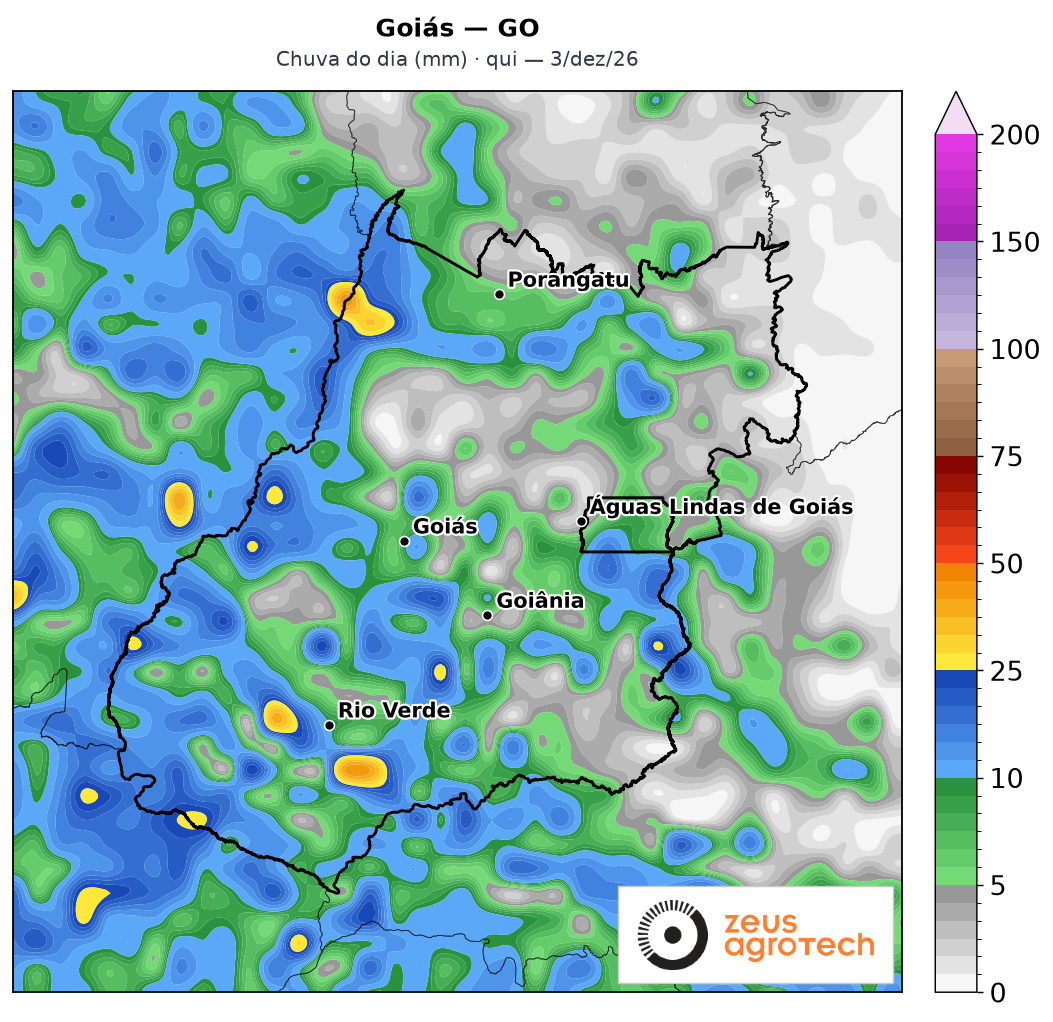 Goiás — GO
Chuva do dia (mm) · qui — 3/dez/26
200
150
100
75
50
25
10
5
0
Porangatu
Águas Lindas de Goiás
Goiás
Goiânia
Rio Verde
zeus
agrotech